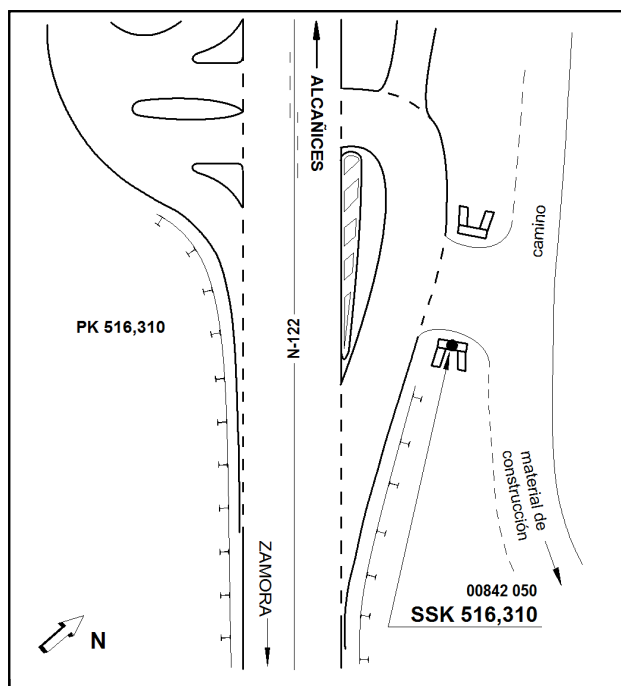 ALCAÑICES
camino
PK 516,310
N-122
material de
construcción
ZAMORA
00842 050
SSK 516,310
N